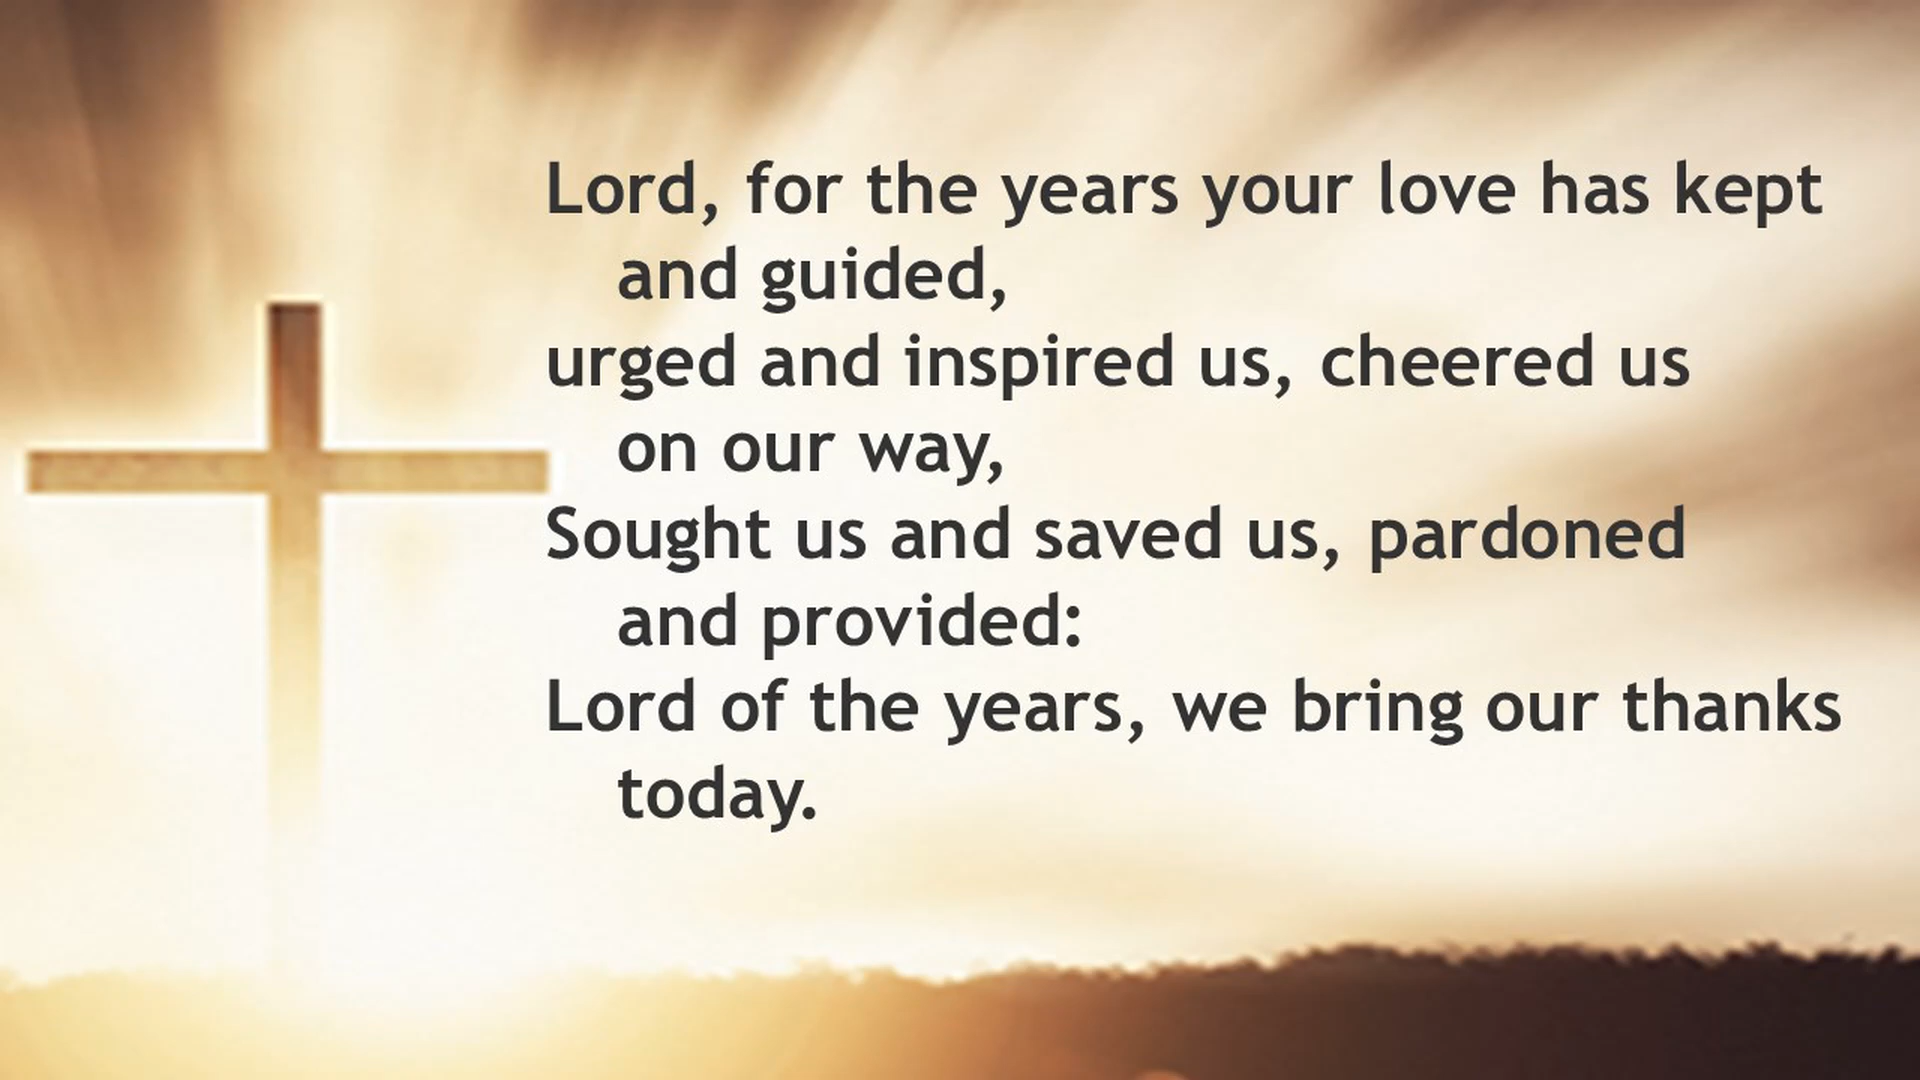 Lord, for the years your love has kept
and guided,
urged and inspired us, cheered us
on our way,
Sought us and saved us, pardoned
and provided:
Lord of the years, we bring our thanks
today.